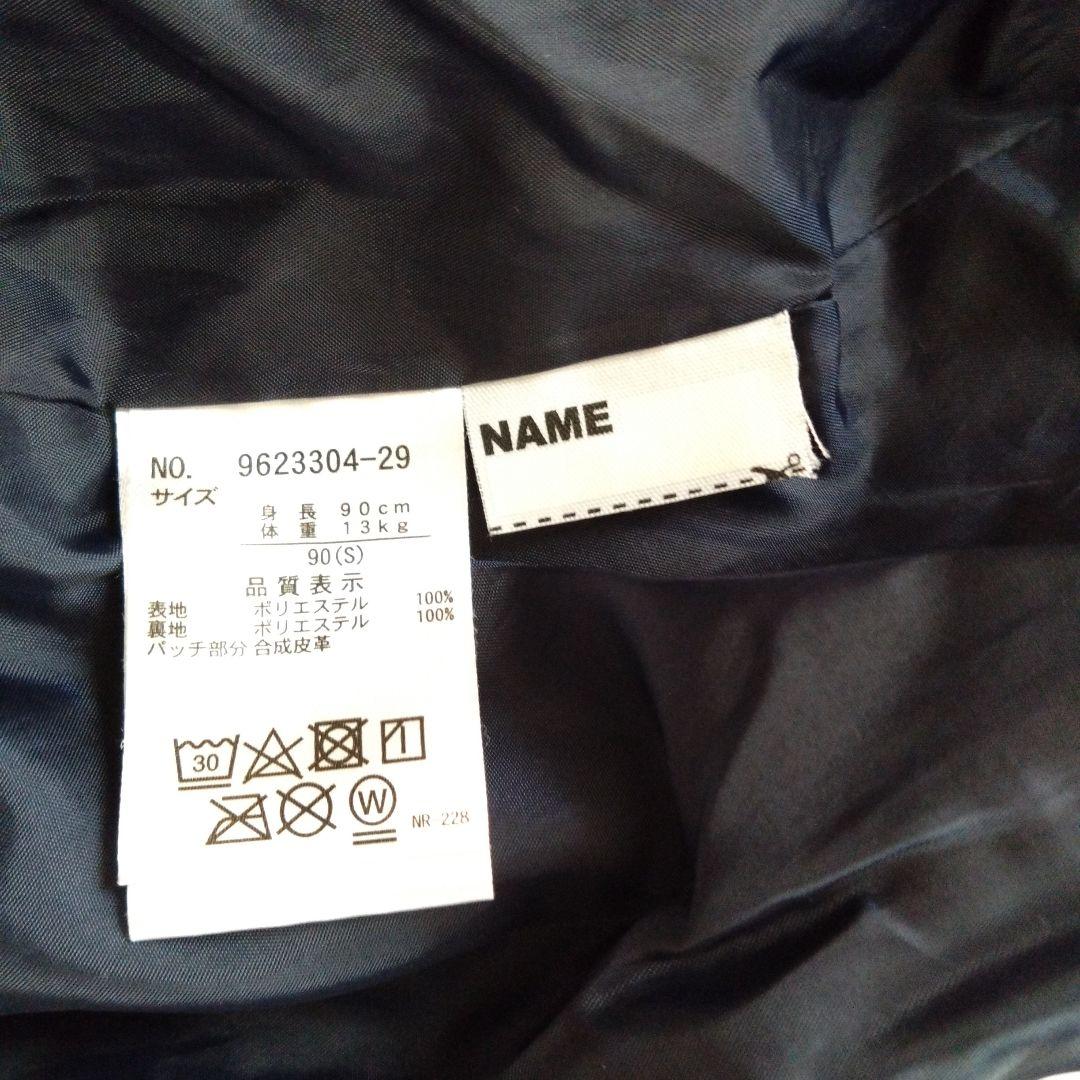 NO. 9623304-29
サイズ
身長 90cm
体重 13kg
90(S)
品質表示
表地 ポリエステル 100%
裏地 ポリエステル 100%
パッチ部分 合成皮革
30
W
NR-228
NAME